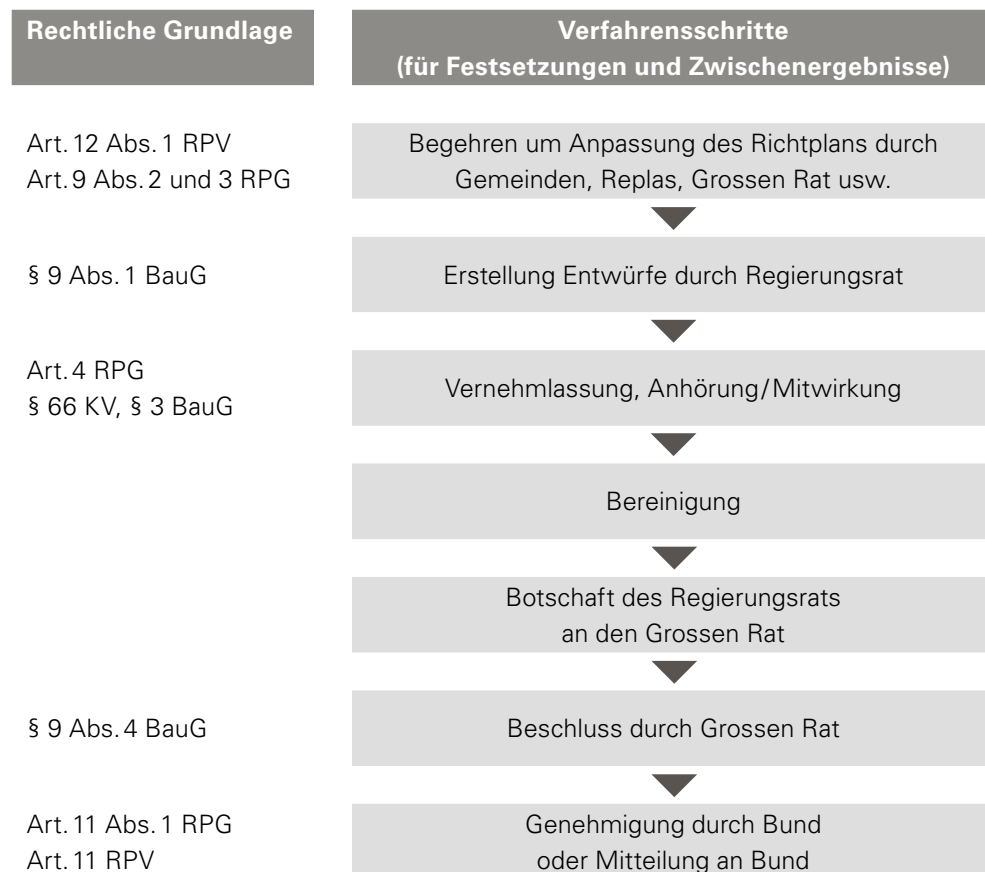 Rechtliche Grundlage
Verfahrensschritte
(für Festsetzungen und Zwischenergebnisse)
Art. 12 Abs. 1 RPV
Art. 9 Abs. 2 und 3 RPG
Begehren um Anpassung des Richtplans durch
Gemeinden, Replas, Grossen Rat usw.
§ 9 Abs. 1 BauG
Erstellung Entwürfe durch Regierungsrat
Art. 4 RPG
§ 66 KV, § 3 BauG
Vernehmlassung, Anhörung/Mitwirkung
Bereinigung
Botschaft des Regierungsrats
an den Grossen Rat
§ 9 Abs. 4 BauG
Beschluss durch Grossen Rat
Art. 11 Abs. 1 RPG
Art. 11 RPV
Genehmigung durch Bund
oder Mitteilung an Bund